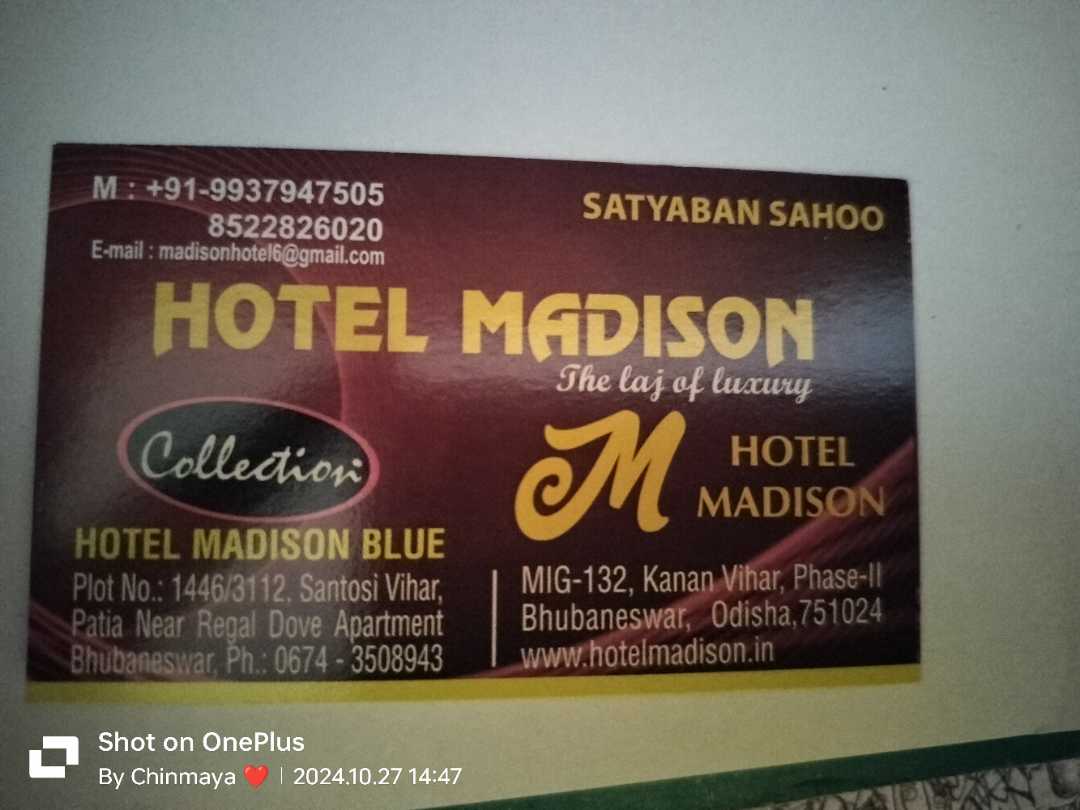 M : +91-9937947505
8522826020
E-mail : madisonhotel6@gmail.com
SATYABAN SAHOO
HOTEL MADISON
The laj of luxury
Collection
HOTEL MADISON BLUE
Plot No.: 1446/3112, Santosi Vihar,
Patia Near Regal Dove Apartment
Bhubaneswar, Ph.: 0674 - 3508943
M HOTEL
MADISON
MIG-132, Kanan Vihar, Phase-II
Bhubaneswar, Odisha,751024
www.hotelmadison.in
Shot on OnePlus
By Chinmaya ❤️ | 2024.10.27 14:47